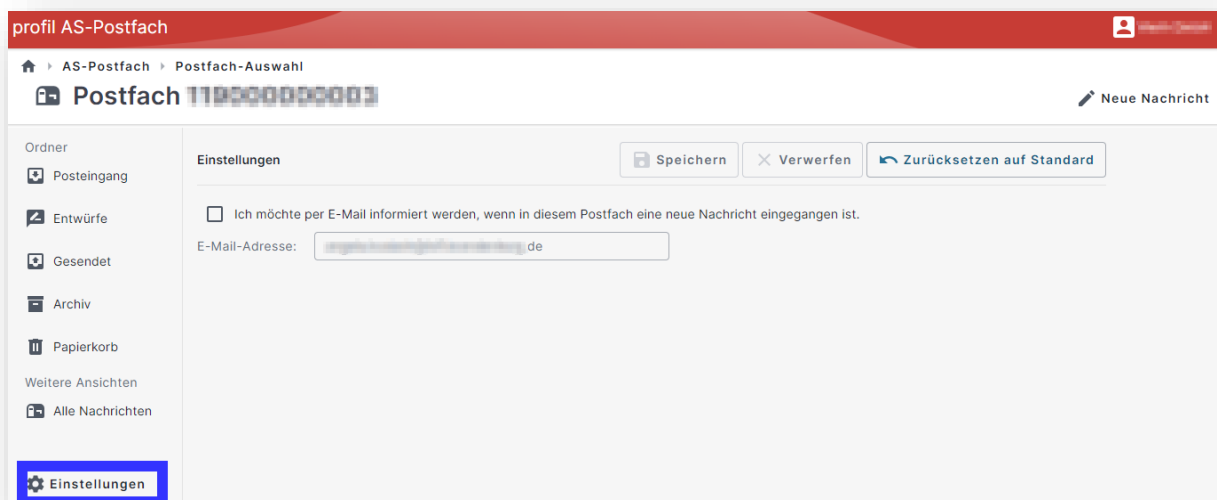 profil AS-Postfach
AS-Postfach Postfach-Auswahl
Postfach
Neue Nachricht
Ordner
Posteingang
Entwürfe
Gesendet
Archiv
Papierkorb
Weitere Ansichten
Alle Nachrichten
Einstellungen
Einstellungen
Speichern
Verwerfen
Zurücksetzen auf Standard
Ich möchte per E-Mail informiert werden, wenn in diesem Postfach eine neue Nachricht eingegangen ist.
E-Mail-Adresse:
.de